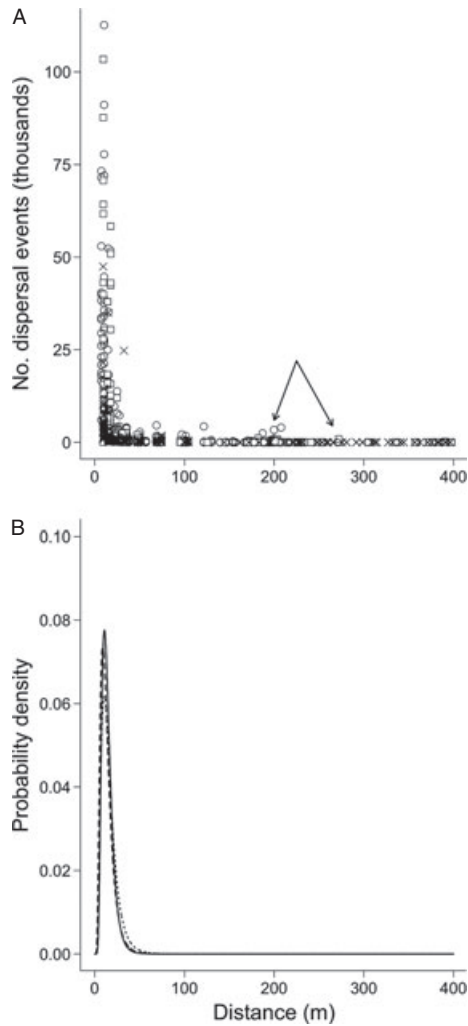 A
No. dispersal events (thousands)
100
75
50
25
0
0 100 200 300 400
B
Probability density
0.10
0.08
0.06
0.04
0.02
0.00
0 100 200 300 400
Distance (m)